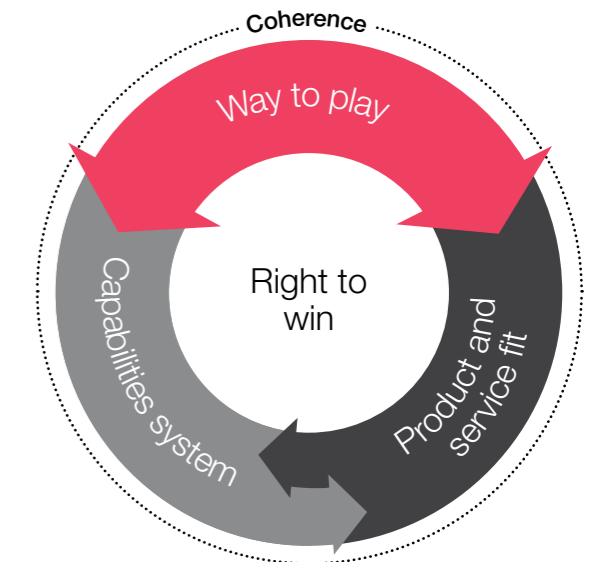 Coherence
Way to play
Right to
win
Capabilities system
Product and
service fit